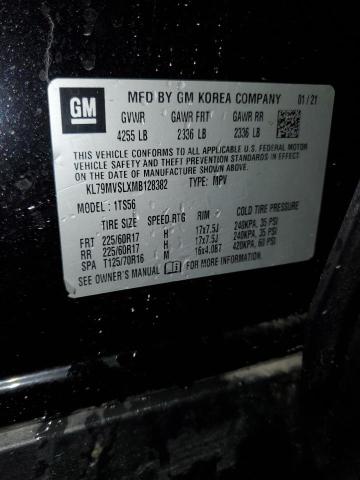 GM MFD BY GM KOREA COMPANY 01/21
GVWR GAWR FRT GAWR RR
4255 LB 2336 LB 2336 LB
THIS VEHICLE CONFORMS TO ALL APPLICABLE U.S. FEDERAL MOTOR
VEHICLE SAFETY, BUMPER, AND THEFT PREVENTION STANDARDS IN EFFECT
ON THE DATE OF MANUFACTURE SHOWN ABOVE.
KL79MVSLXMB128382 TYPE: MPV
MODEL: 1TS56
TIRE SIZE SPEED RTG RIM COLD TIRE PRESSURE
FRT 225/60R17 H 17x7.5J 240KPA, 35 PSI
RR 225/60R17 H 17x7.5J 240KPA, 35 PSI
SPA T125/70R16 M 16x4.0BT 420KPA, 60 PSI
SEE OWNER'S MANUAL FOR MORE INFORMATION.